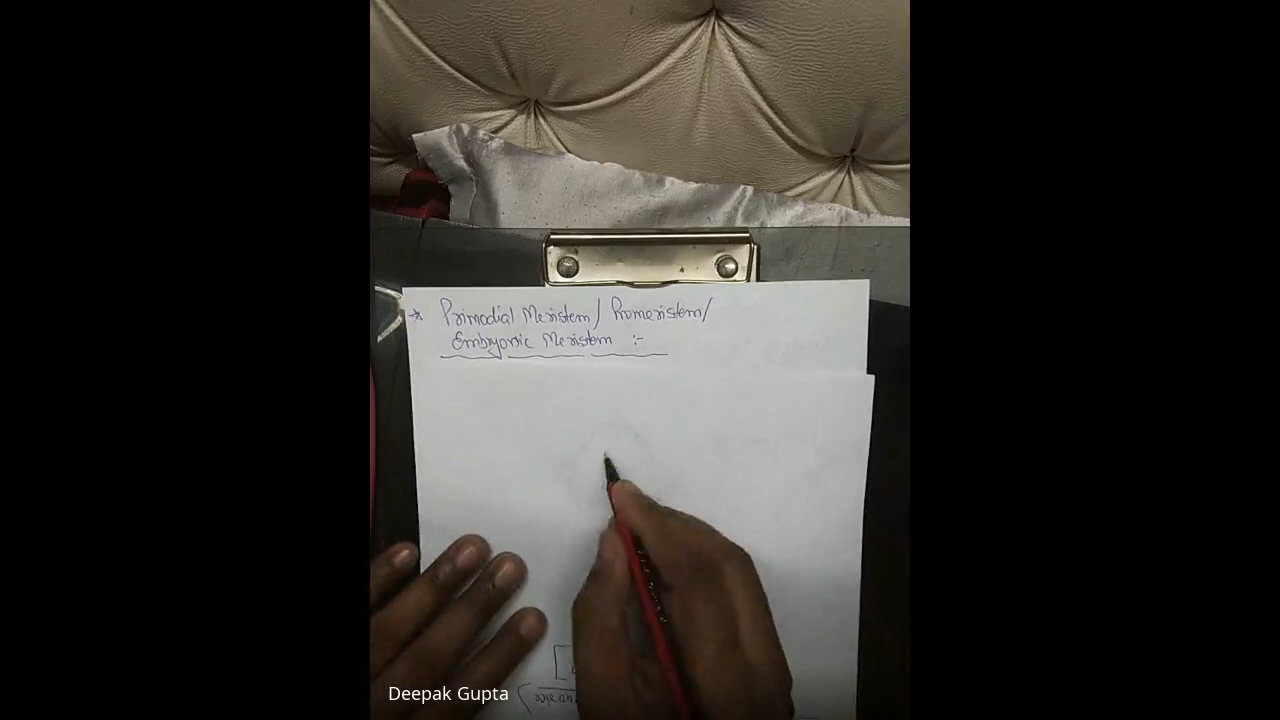 * Primodial Meristem / Promeristem /
Embryonic Meristem :-
Deepak Gupta